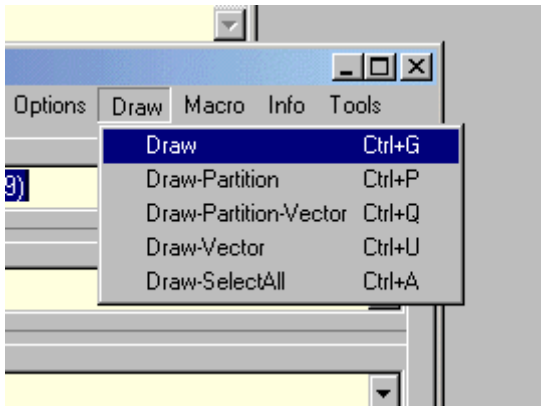 Options Draw Macro Info Tools
Draw Ctrl+G
9)
Draw-Partition Ctrl+P
Draw-Partition-Vector Ctrl+Q
Draw-Vector Ctrl+U
Draw-SelectAll Ctrl+A